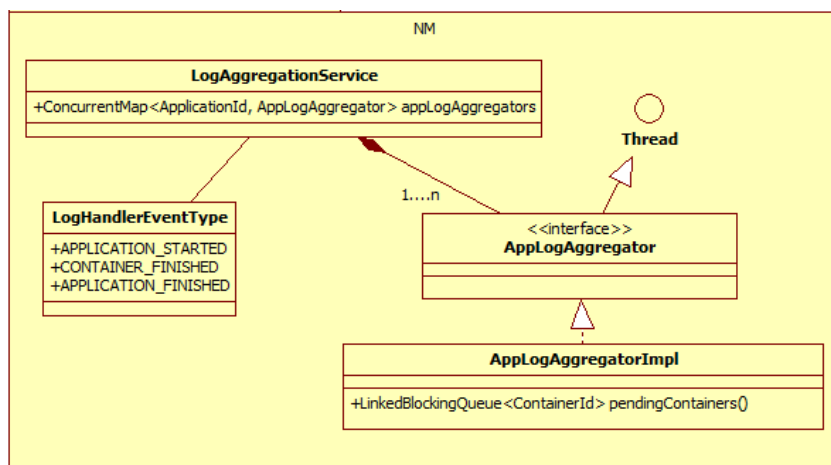 NM
LogAggregationService
+ConcurrentMap<ApplicationId, AppLogAggregator> appLogAggregators
Thread
1....n
LogHandlerEventType
+APPLICATION_STARTED
+CONTAINER_FINISHED
+APPLICATION_FINISHED
<<interface>>
AppLogAggregator
AppLogAggregatorImpl
+LinkedBlockingQueue<ContainerId> pendingContainers()